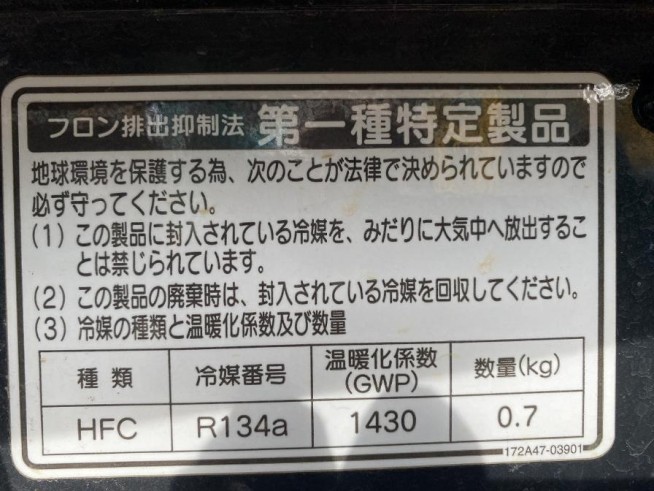 フロン排出抑制法 第一種特定製品
地球環境を保護する為、次のことが法律で決められていますので
必ず守ってください。
(1) この製品に封入されている冷媒を、みだりに大気中へ放出するこ
とは禁じられています。
(2) この製品の廃棄時は、封入されている冷媒を回収してください。
(3) 冷媒の種類と温暖化係数及び数量
種類 冷媒番号 温暖化係数(GWP) 数量(kg)
HFC R134a 1430 0.7
172A47-03901